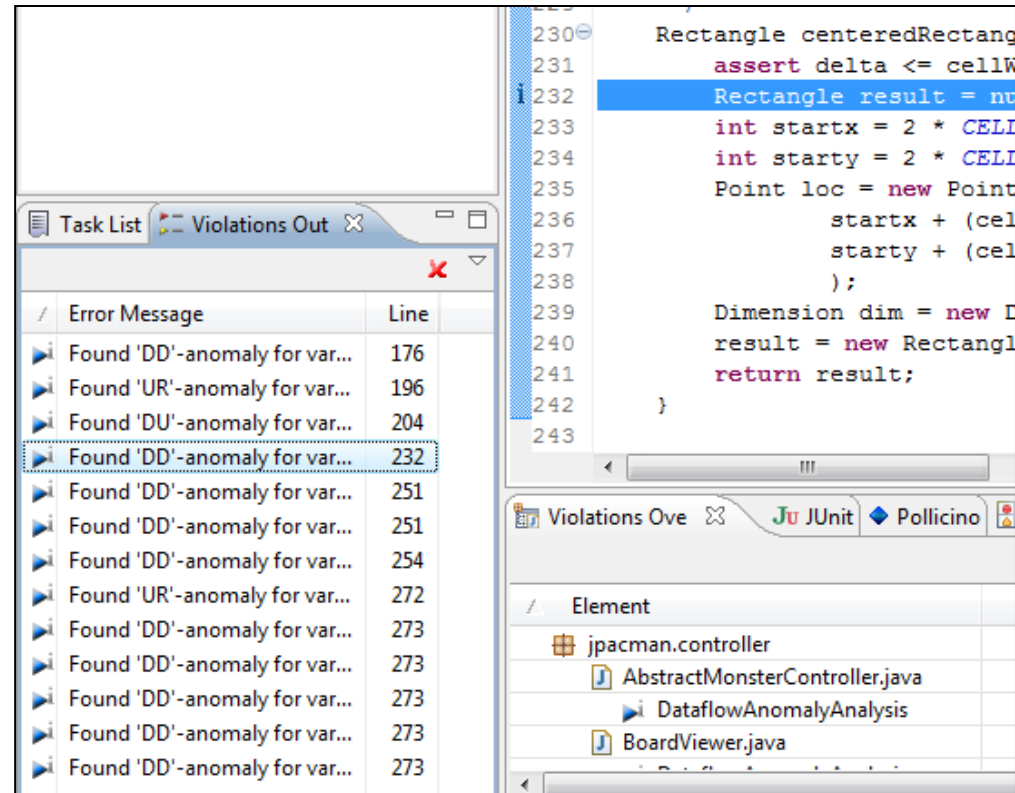 Task List Violations Out
Error Message Line
Found 'DD'-anomaly for var... 176
Found 'UR'-anomaly for var... 196
Found 'DU'-anomaly for var... 204
Found 'DD'-anomaly for var... 232
Found 'DD'-anomaly for var... 251
Found 'DD'-anomaly for var... 251
Found 'DD'-anomaly for var... 254
Found 'UR'-anomaly for var... 272
Found 'DD'-anomaly for var... 273
Found 'DD'-anomaly for var... 273
Found 'DD'-anomaly for var... 273
Found 'DD'-anomaly for var... 273
Found 'DD'-anomaly for var... 273
230 Rectangle centeredRectang
231 assert delta <= cellW
232 Rectangle result = nu
233 int startx = 2 * CELL
234 int starty = 2 * CELL
235 Point loc = new Point
236 startx + (cel
237 starty + (cel
238 );
239 Dimension dim = new D
240 result = new Rectangl
241 return result;
242 }
243
Violations Ove JU JUnit Pollicino
Element
jpacman.controller
AbstractMonsterController.java
DataflowAnomalyAnalysis
BoardViewer.java